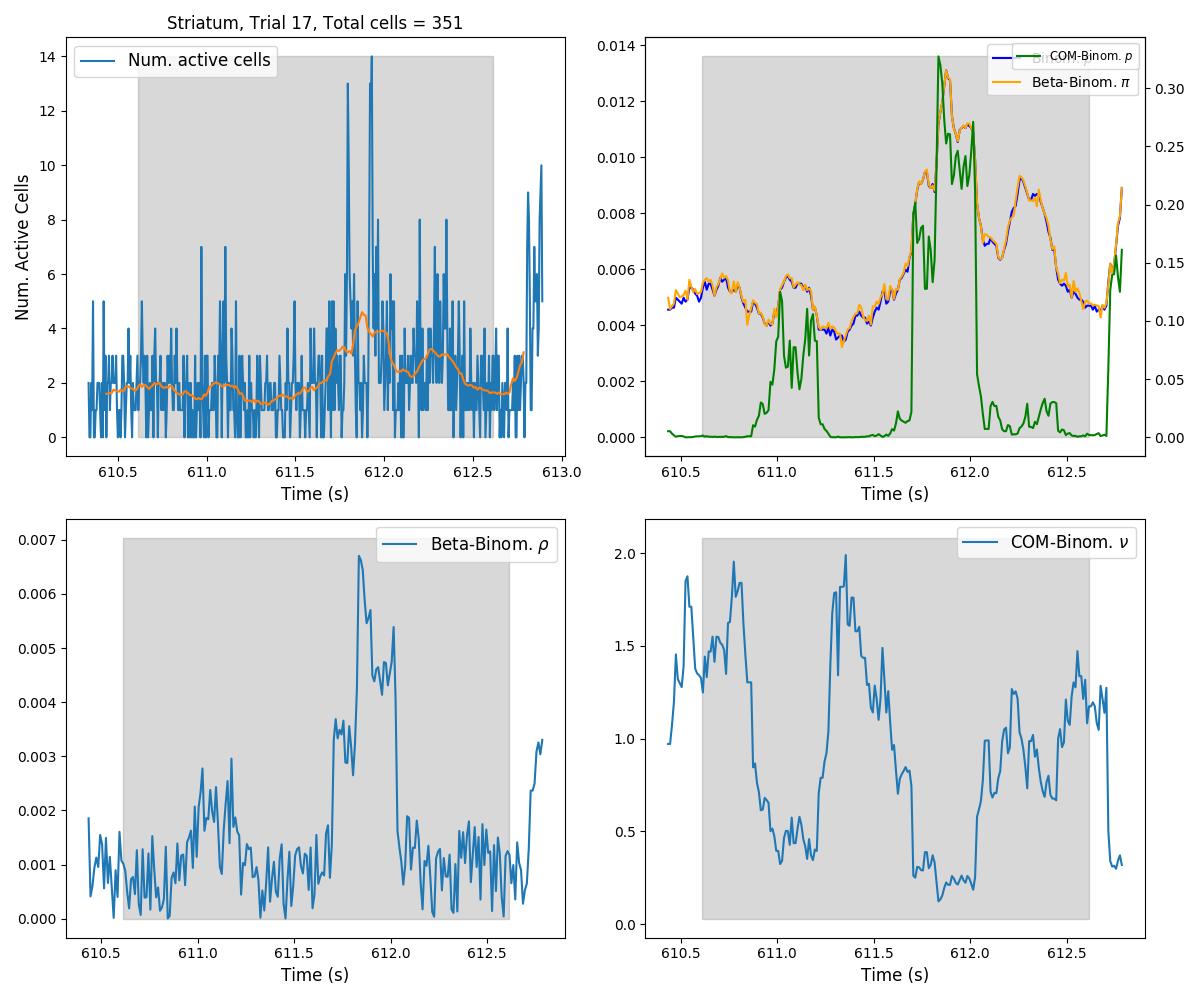 Striatum, Trial 17, Total cells = 351
Num. Active Cells
14
12
10
8
6
4
2
0
Num. active cells
610.5 611.0 611.5 612.0 612.5 613.0
Time (s)
0.014
0.012
0.010
0.008
0.006
0.004
0.002
0.000
COM-Binom. p
Beta-Binom. π
0.30
0.25
0.20
0.15
0.10
0.05
0.00
610.5 611.0 611.5 612.0 612.5
Time (s)
0.007
0.006
0.005
0.004
0.003
0.002
0.001
0.000
Beta-Binom. ρ
610.5 611.0 611.5 612.0 612.5
Time (s)
2.0
1.5
1.0
0.5
0.0
COM-Binom. ν
610.5 611.0 611.5 612.0 612.5
Time (s)